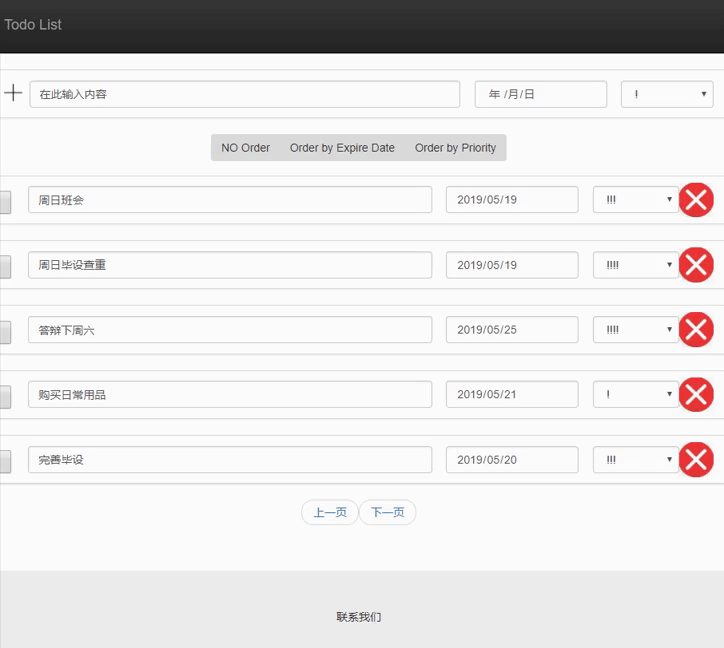 Todo List
在此输入内容 年 /月/日 !
NO Order Order by Expire Date Order by Priority
周日班会 2019/05/19 !!!
周日毕设查重 2019/05/19 !!!!
答辩下周六 2019/05/25 !!!!
购买日常用品 2019/05/21 !
完善毕设 2019/05/20 !!!
上一页 下一页
联系我们